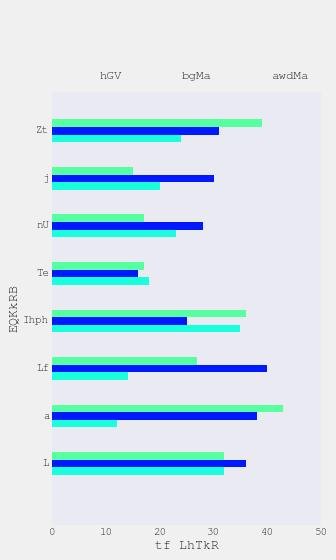 hGV bgMa awdMa
Zt
j
nU
Te
Ihph
Lf
a
L
EQKkRB
0 10 20 30 40 50
tf LhTkR